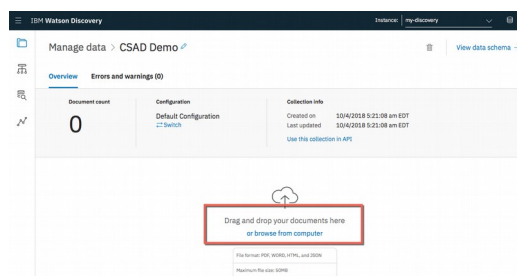 IBM Watson Discovery
Instance: my-discovery
Manage data > CSAD Demo
View data schema
Overview Errors and warnings (0)
Document count
0
Configuration
Default Configuration
Switch
Collection info
Created on 10/4/2018 5:21:08 am EDT
Last updated 10/4/2018 5:21:08 am EDT
Use this collection in API
Drag and drop your documents here
or browse from computer
File format: PDF, WORD, HTML, and JSON
Maximum file size: 50MB